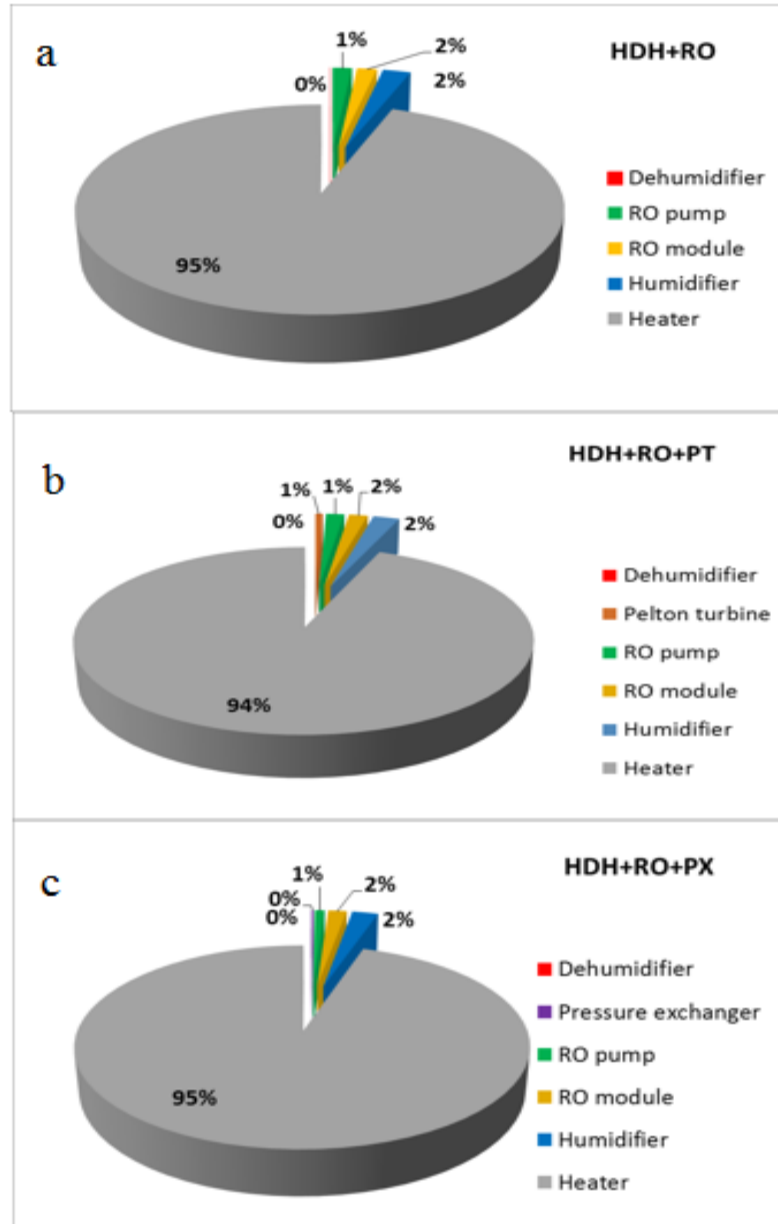 a
HDH+RO
1%
2%
0%
2%
95%
Dehumidifier
RO pump
RO module
Humidifier
Heater
b
HDH+RO+PT
1%
1%
2%
0%
2%
94%
Dehumidifier
Pelton turbine
RO pump
RO module
Humidifier
Heater
c
HDH+RO+PX
1%
2%
0%
0%
2%
95%
Dehumidifier
Pressure exchanger
RO pump
RO module
Humidifier
Heater